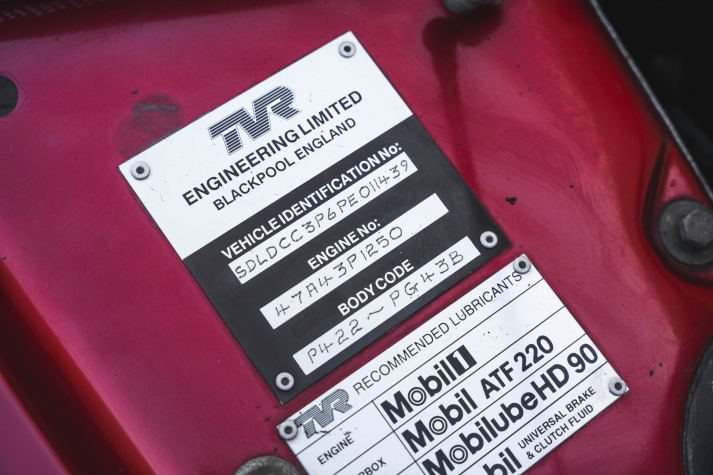 TVR
ENGINEERING LIMITED
BLACKPOOL ENGLAND
VEHICLE IDENTIFICATION No:
SDLDCC3P6PE011439
ENGINE No:
47A43P1250
BODY CODE
P422~PG43B
TVR RECOMMENDED LUBRICANTS
ENGINE Mobil 1
Mobil ATF 220
MobilubeHD 90
UNIVERSAL BRAKE
& CLUTCH FLUID